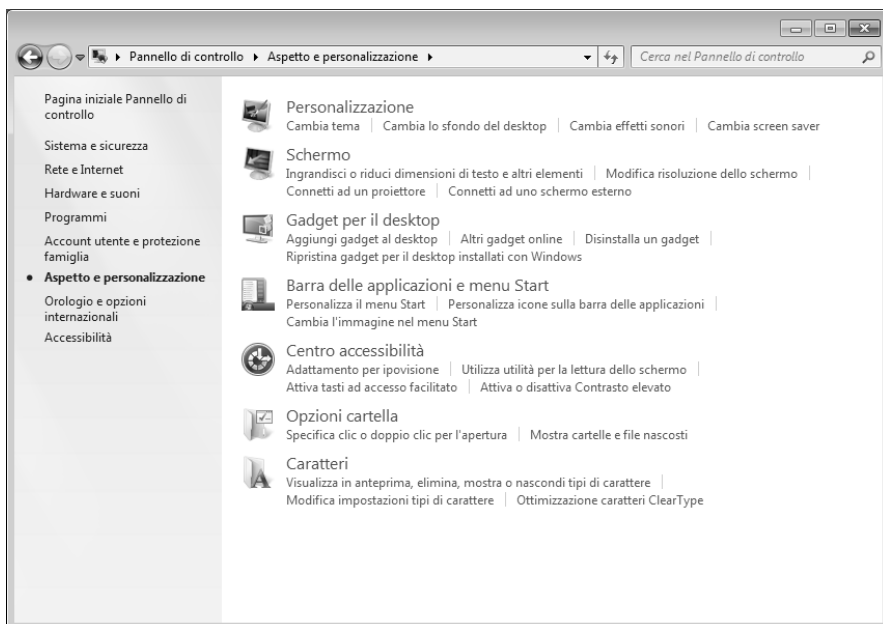 Pannello di controllo Aspetto e personalizzazione
Cerca nel Pannello di controllo
Pagina iniziale Pannello di
controllo
Sistema e sicurezza
Rete e Internet
Hardware e suoni
Programmi
Account utente e protezione
famiglia
Aspetto e personalizzazione
Orologio e opzioni
internazionali
Accessibilità
Personalizzazione
Cambia tema Cambia lo sfondo del desktop Cambia effetti sonori Cambia screen saver
Schermo
Ingrandisci o riduci dimensioni di testo e altri elementi Modifica risoluzione dello schermo
Connetti ad un proiettore Connetti ad uno schermo esterno
Gadget per il desktop
Aggiungi gadget al desktop Altri gadget online Disinstalla un gadget
Ripristina gadget per il desktop installati con Windows
Barra delle applicazioni e menu Start
Personalizza il menu Start Personalizza icone sulla barra delle applicazioni
Cambia l'immagine nel menu Start
Centro accessibilità
Adattamento per ipovisione Utilizza utilità per la lettura dello schermo
Attiva tasti ad accesso facilitato Attiva o disattiva Contrasto elevato
Opzioni cartella
Specifica clic o doppio clic per l'apertura Mostra cartelle e file nascosti
Caratteri
Visualizza in anteprima, elimina, mostra o nascondi tipi di carattere
Modifica impostazioni tipi di carattere Ottimizzazione caratteri ClearType